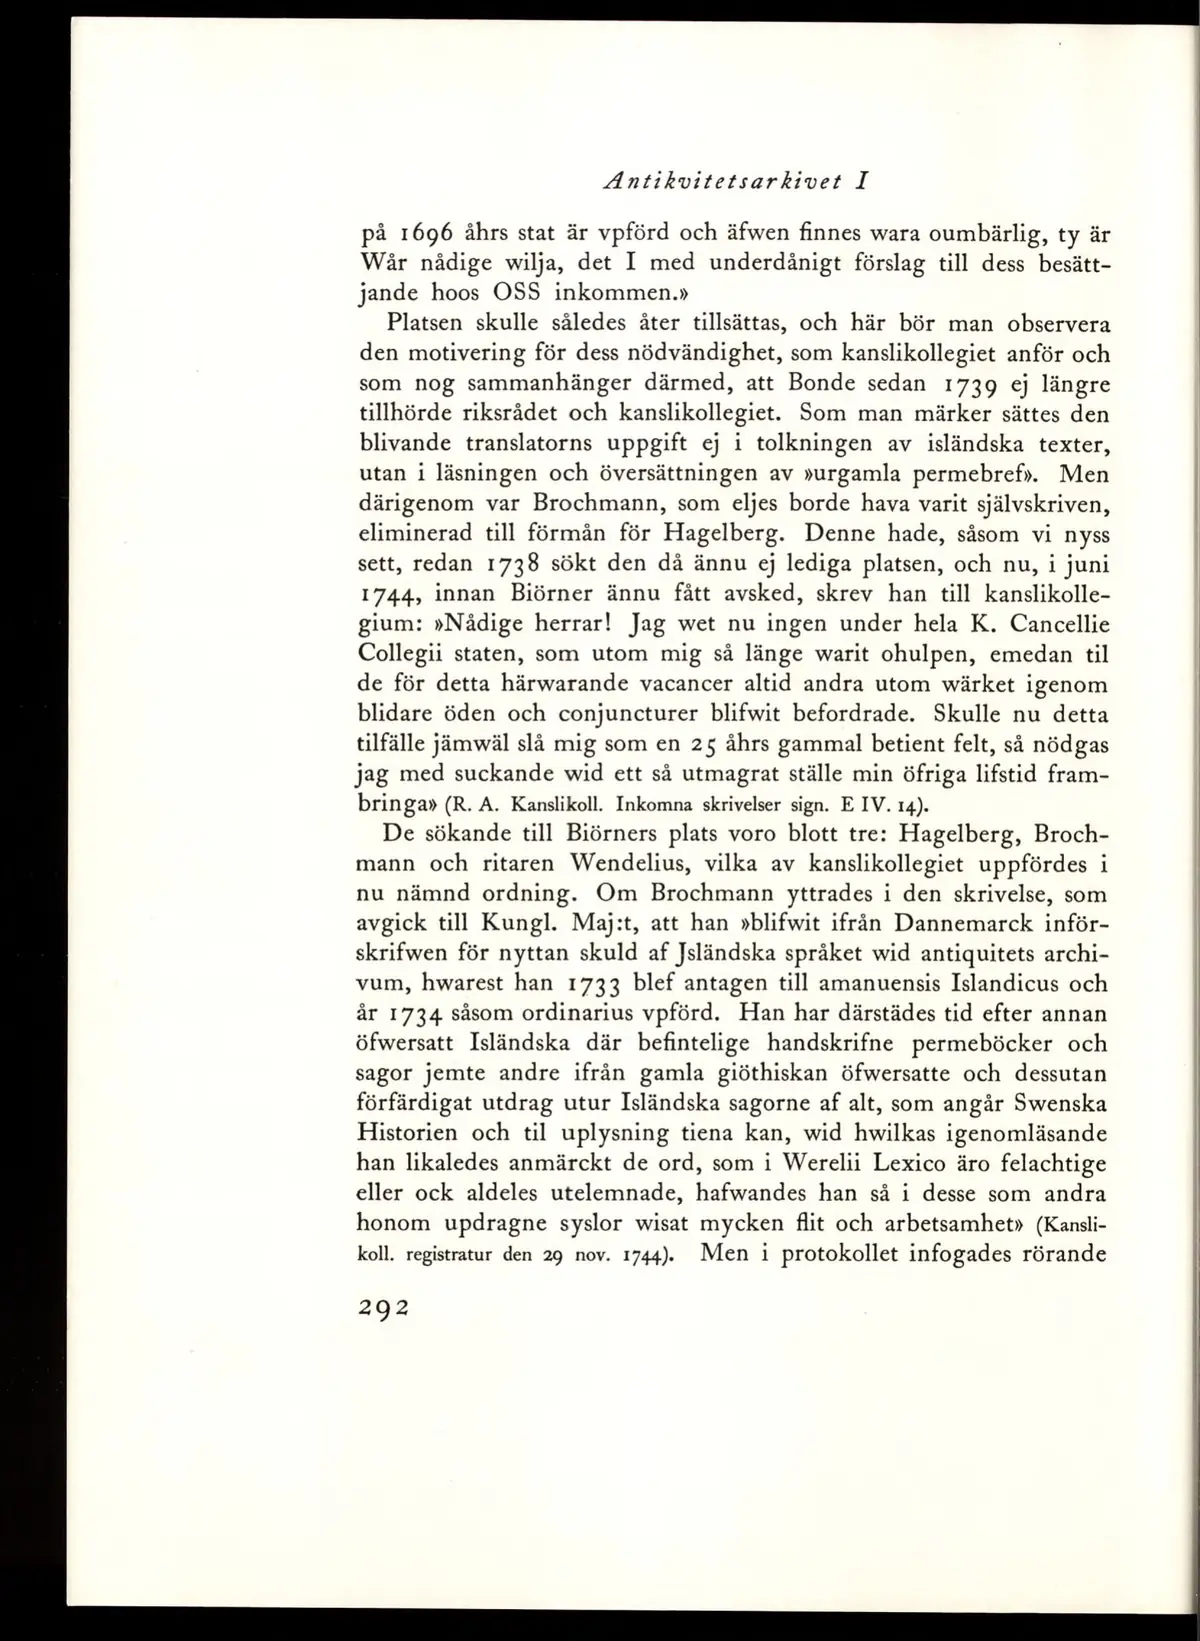 Antikvitetsarkivet I
på 1696 åhrs stat är vpförd och äfwen finnes wara oumbärlig, ty är
Wår nådige wilja, det I med underdånigt förslag till dess besätt-
jande hoos OSS inkommen.»
Platsen skulle således åter tillsättas, och här bör man observera
den motivering för dess nödvändighet, som kanslikollegiet anför och
som nog sammanhänger därmed, att Bonde sedan 1739 ej längre
tillhörde riksrådet och kanslikollegiet. Som man märker sättes den
blivande translatorns uppgift ej i tolkningen av isländska texter,
utan i läsningen och översättningen av »urgamla permebref». Men
därigenom var Brochmann, som eljes borde hava varit självskriven,
eliminerad till förmån för Hagelberg. Denne hade, såsom vi nyss
sett, redan 1738 sökt den då ännu ej lediga platsen, och nu, i juni
1744, innan Biörner ännu fått avsked, skrev han till kanslikolle-
gium: »Nådige herrar! Jag wet nu ingen under hela K. Cancellie
Collegii staten, som utom mig så länge warit ohulpen, emedan til
de för detta härwarande vacancer altid andra utom wärket igenom
blidare öden och conjuncturer blifwit befordrade. Skulle nu detta
tilfälle jämwäl slå mig som en 25 åhrs gammal betient felt, så nödgas
jag med suckande wid ett så utmagrat ställe min öfriga lifstid fram-
bringa» (R. A. Kanslikoll. Inkomna skrivelser sign. E IV. 14).
De sökande till Biörners plats voro blott tre: Hagelberg, Broch-
mann och ritaren Wendelius, vilka av kanslikollegiet uppfördes i
nu nämnd ordning. Om Brochmann yttrades i den skrivelse, som
avgick till Kungl. Maj:t, att han »blifwit ifrån Dannemarck inför-
skrifwen för nyttan skuld af Jsländska språket wid antiquitets archi-
vum, hwarest han 1733 blef antagen till amanuensis Islandicus och
år 1734 såsom ordinarius vpförd. Han har därstädes tid efter annan
öfwersatt Isländska där befintelige handskrifne permeböcker och
sagor jemte andre ifrån gamla giöthiskan öfwersatte och dessutan
förfärdigat utdrag utur Isländska sagorne af alt, som angår Swenska
Historien och til uplysning tiena kan, wid hwilkas igenomläsande
han likaledes anmärckt de ord, som i Werelii Lexico äro felachtige
eller ock aldeles utelemnade, hafwandes han så i desse som andra
honom updragne syslor wisat mycken flit och arbetsamhet» (Kansli-
koll. registratur den 29 nov. 1744). Men i protokollet infogades rörande
292